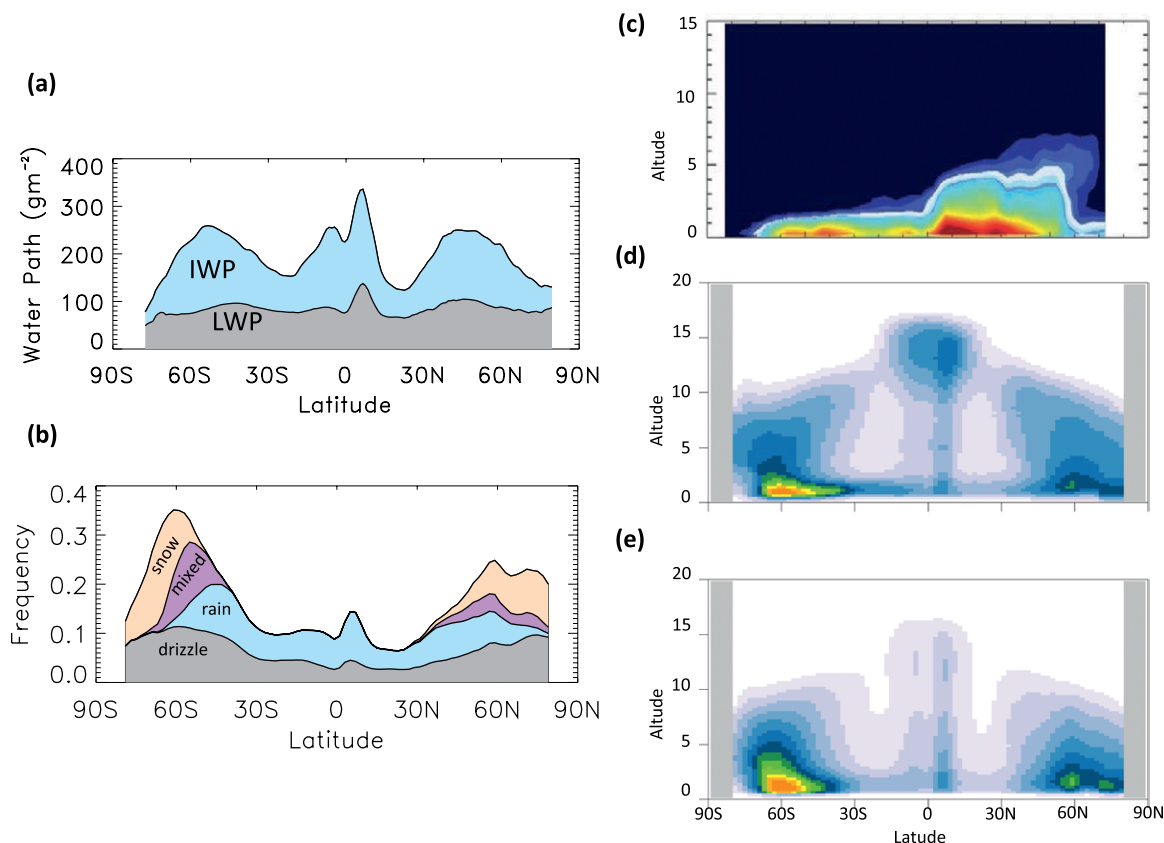 (a)
Water Path (gm⁻²)
400
300
200
100
0
IWP
LWP
90S 60S 30S 0 30N 60N 90N
Latitude
(b)
Frequency
0.4
0.3
0.2
0.1
0.0
snow
mixed
rain
drizzle
90S 60S 30S 0 30N 60N 90N
Latitude
(c)
Altude
15
10
5
0
(d)
Altude
20
15
10
5
0
(e)
Altude
20
15
10
5
0
90S 60S 30S 0 30N 60N 90N
Latude